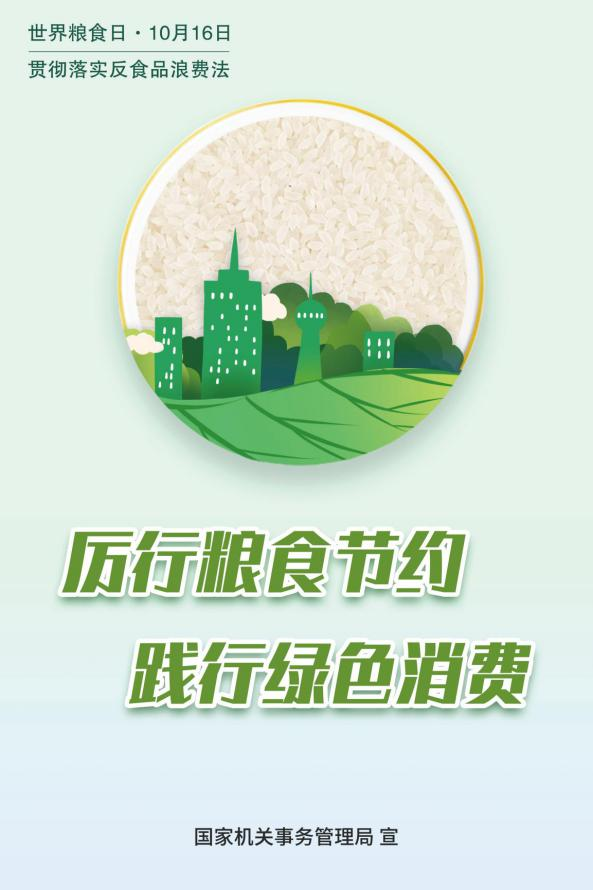 世界粮食日·10月16日
贯彻落实反食品浪费法
厉行粮食节约
践行绿色消费
国家机关事务管理局 宣